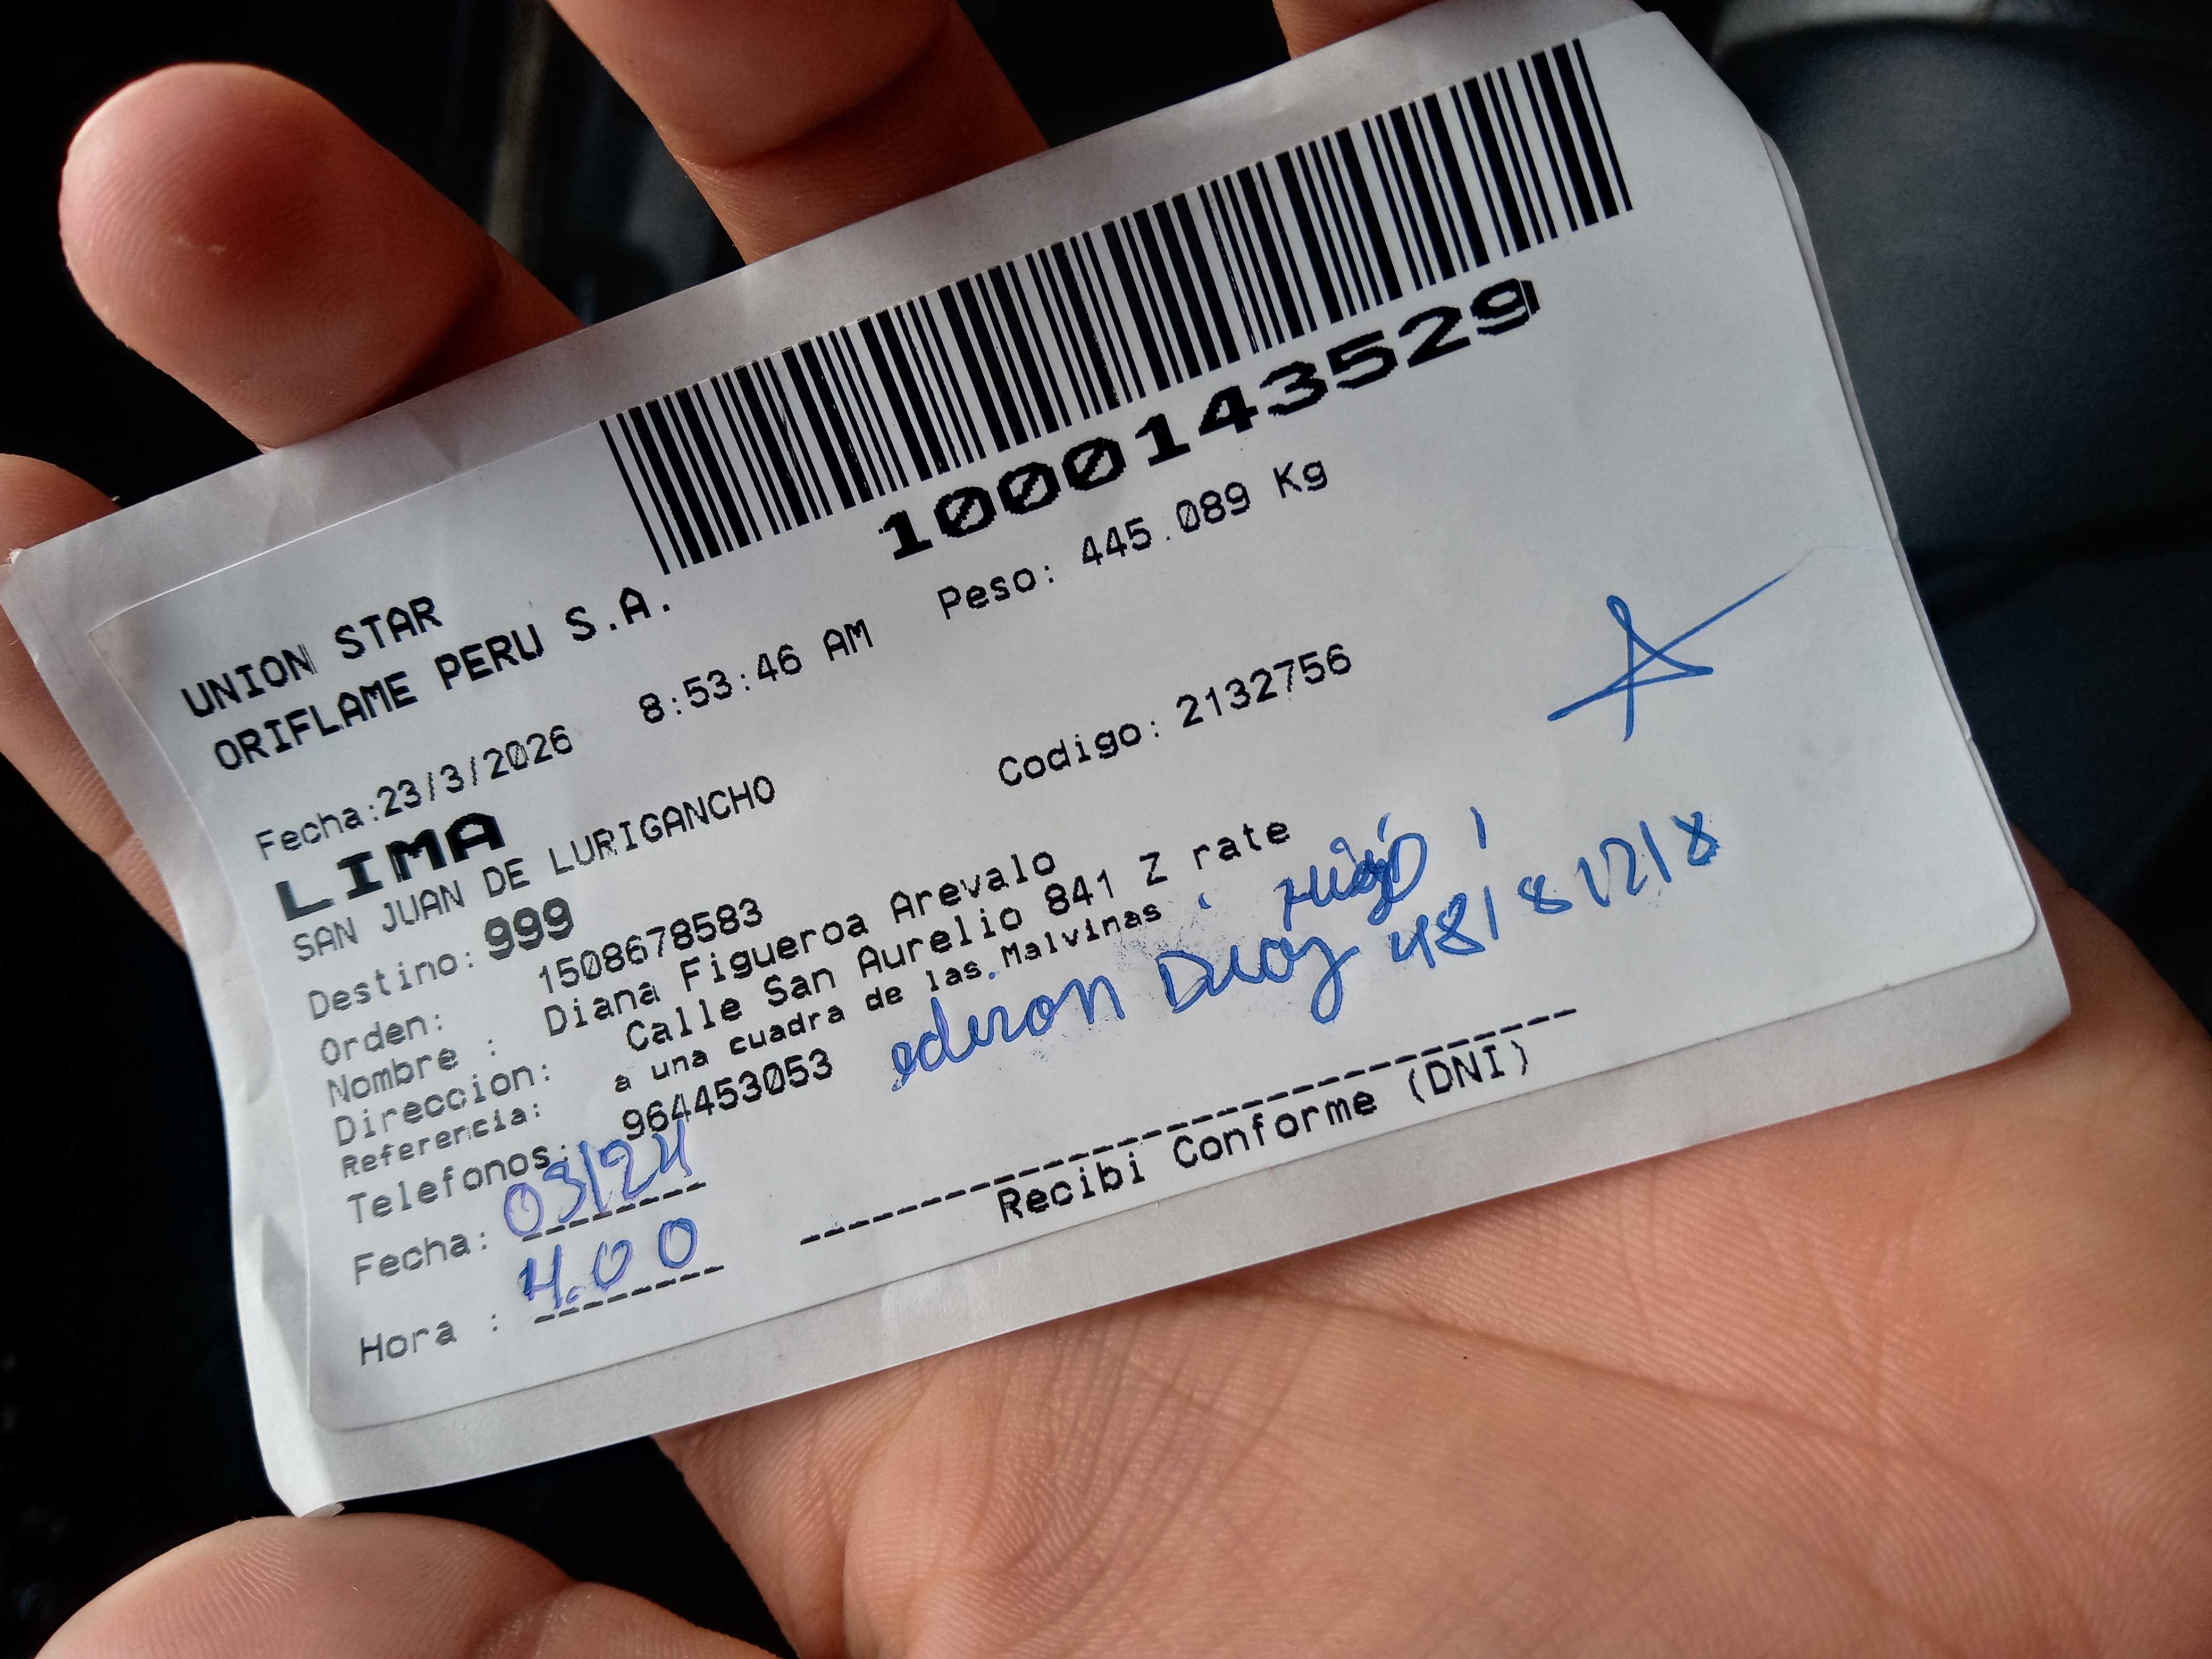 1000143529
UNION STAR
ORIFLAME PERU S.A.
Fecha:23/3/2026 8:53:46 AM Peso: 445.089 Kg
LIMA
SAN JUAN DE LURIGANCHO Codigo: 2132756
Destino: 999
Orden: 1508678583
Nombre : Diana Figueroa Arevalo
Direccion: Calle San Aurelio 841 Z rate
Referencia: a una cuadra de las Malvinas
Telefonos: 964453053
Fecha: 03/24
Hora : 4.00
Recibi Conforme (DNI)